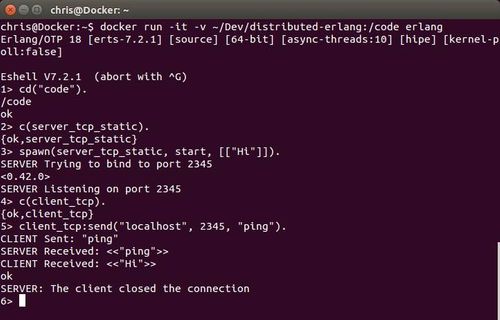 chris@Docker: ~
chris@Docker:~$ docker run -it -v ~/Dev/distributed-erlang:/code erlang
Erlang/OTP 18 [erts-7.2.1] [source] [64-bit] [async-threads:10] [hipe] [kernel-p
oll:false]
Eshell V7.2.1  (abort with ^G)
1> cd("code").
/code
ok
2> c(server_tcp_static).
{ok,server_tcp_static}
3> spawn(server_tcp_static, start, [["Hi"]]).
SERVER Trying to bind to port 2345
<0.42.0>
SERVER Listening on port 2345
4> c(client_tcp).
{ok,client_tcp}
5> client_tcp:send("localhost", 2345, "ping").
CLIENT Sent: "ping"
SERVER Received: <<"ping">>
CLIENT Received: <<"Hi">>
ok
SERVER: The client closed the connection
6>